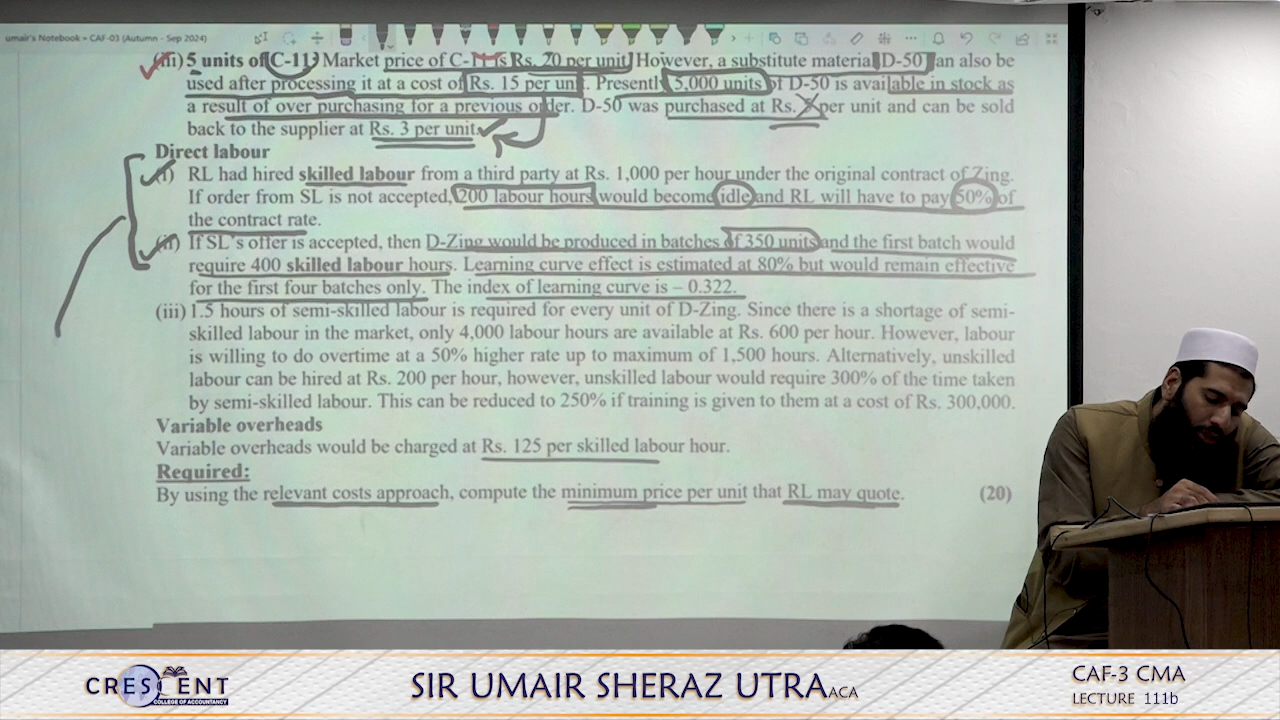 umair's Notebook » CAF-03 (Autumn - Sep 2024)
(iii) 5 units of C-11: Market price of C-11 is Rs. 20 per unit. However, a substitute material D-50 can also be
used after processing it at a cost of Rs. 15 per unit. Presently 5,000 units of D-50 is available in stock as
a result of over purchasing for a previous order. D-50 was purchased at Rs. per unit and can be sold
back to the supplier at Rs. 3 per unit.
Direct labour
(i) RL had hired skilled labour from a third party at Rs. 1,000 per hour under the original contract of Zing.
If order from SL is not accepted, 200 labour hours would become idle and RL will have to pay 50% of
the contract rate.
(ii) If SL's offer is accepted, then D-Zing would be produced in batches of 350 units and the first batch would
require 400 skilled labour hours. Learning curve effect is estimated at 80% but would remain effective
for the first four batches only. The index of learning curve is – 0.322.
(iii) 1.5 hours of semi-skilled labour is required for every unit of D-Zing. Since there is a shortage of semi-
skilled labour in the market, only 4,000 labour hours are available at Rs. 600 per hour. However, labour
is willing to do overtime at a 50% higher rate up to maximum of 1,500 hours. Alternatively, unskilled
labour can be hired at Rs. 200 per hour, however, unskilled labour would require 300% of the time taken
by semi-skilled labour. This can be reduced to 250% if training is given to them at a cost of Rs. 300,000.
Variable overheads
Variable overheads would be charged at Rs. 125 per skilled labour hour.
Required:
By using the relevant costs approach, compute the minimum price per unit that RL may quote. (20)
CRESCENT
COLLEGE OF ACCOUNTANCY
SIR UMAIR SHERAZ UTRA ACA
CAF-3 CMA
LECTURE 111b